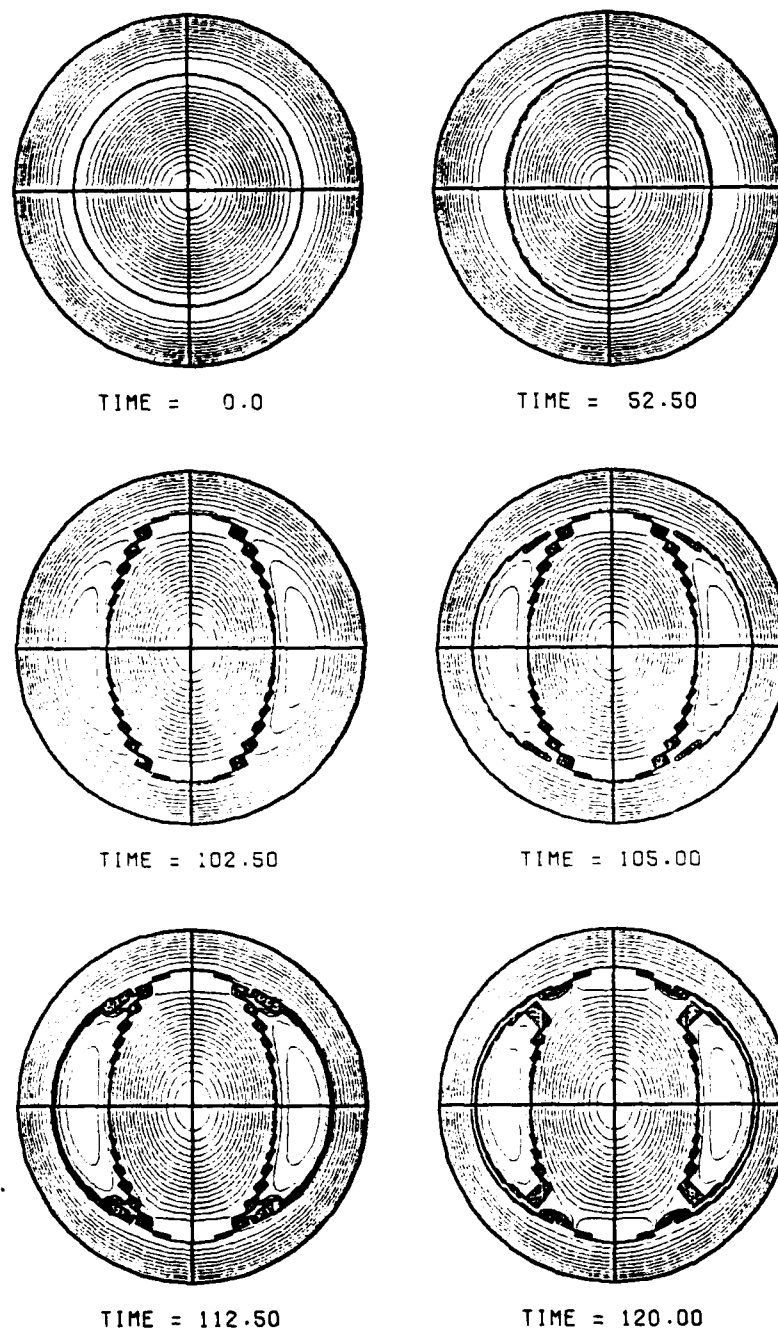 TIME = 0.0
TIME = 52.50
TIME = 102.50
TIME = 105.00
TIME = 112.50
TIME = 120.00